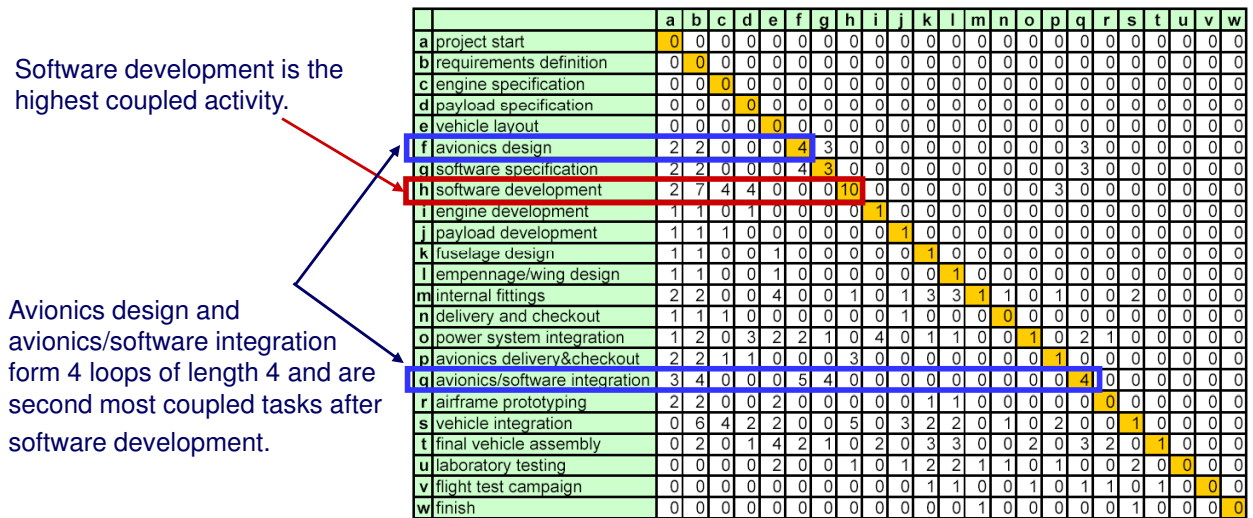 Software development is the
highest coupled activity.
Avionics design and
avionics/software integration
form 4 loops of length 4 and are
second most coupled tasks after
software development.
a b c d e f g h i j k l m n o p q r s t u v w
a project start 0 0 0 0 0 0 0 0 0 0 0 0 0 0 0 0 0 0 0 0 0 0 0
b requirements definition 0 0 0 0 0 0 0 0 0 0 0 0 0 0 0 0 0 0 0 0 0 0 0
c engine specification 0 0 0 0 0 0 0 0 0 0 0 0 0 0 0 0 0 0 0 0 0 0 0
d payload specification 0 0 0 0 0 0 0 0 0 0 0 0 0 0 0 0 0 0 0 0 0 0 0
e vehicle layout 0 0 0 0 0 0 0 0 0 0 0 0 0 0 0 0 0 0 0 0 0 0 0
f avionics design 2 2 0 0 0 4 3 0 0 0 0 0 0 0 0 0 3 0 0 0 0 0 0
g software specification 2 2 0 0 0 4 3 0 0 0 0 0 0 0 0 0 3 0 0 0 0 0 0
h software development 2 7 4 4 0 0 0 10 0 0 0 0 0 0 0 3 0 0 0 0 0 0 0
i engine development 1 1 0 1 0 0 0 0 1 0 0 0 0 0 0 0 0 0 0 0 0 0 0
j payload development 1 1 1 0 0 0 0 0 0 1 0 0 0 0 0 0 0 0 0 0 0 0 0
k fuselage design 1 1 0 0 1 0 0 0 0 0 1 0 0 0 0 0 0 0 0 0 0 0 0
l empennage/wing design 1 1 0 0 1 0 0 0 0 0 0 1 0 0 0 0 0 0 0 0 0 0 0
m internal fittings 2 2 0 0 4 0 0 1 0 1 3 3 1 1 0 1 0 0 2 0 0 0 0
n delivery and checkout 1 1 1 0 0 0 0 0 0 1 0 0 0 0 0 0 0 0 0 0 0 0 0
o power system integration 1 2 0 3 2 2 1 0 4 0 1 1 0 0 1 0 2 1 0 0 0 0 0
p avionics delivery&checkout 2 2 1 1 0 0 0 3 0 0 0 0 0 0 0 1 0 0 0 0 0 0 0
q avionics/software integration 3 4 0 0 0 5 4 0 0 0 0 0 0 0 0 0 4 0 0 0 0 0 0
r airframe prototyping 2 2 0 0 2 0 0 0 0 0 1 1 0 0 0 0 0 0 0 0 0 0 0
s vehicle integration 0 6 4 2 2 0 0 5 0 3 2 2 0 1 0 2 0 0 1 0 0 0 0
t final vehicle assembly 0 2 0 1 4 2 1 0 2 0 3 3 0 0 2 0 3 2 0 1 0 0 0
u laboratory testing 0 0 0 0 2 0 0 1 0 1 2 2 1 1 0 1 0 0 2 0 0 0 0
v flight test campaign 0 0 0 0 0 0 0 0 0 0 1 1 0 0 1 0 1 1 0 1 0 0 0
w finish 0 0 0 0 0 0 0 0 0 0 0 0 1 0 0 0 0 0 1 0 0 0 0